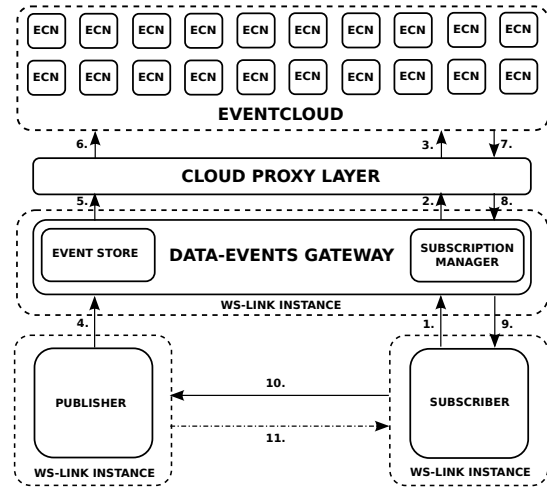 ECN ECN ECN ECN ECN ECN ECN ECN ECN ECN
ECN ECN ECN ECN ECN ECN ECN ECN ECN ECN
EVENTCLOUD
6. 3. 7.
CLOUD PROXY LAYER
5. 2. 8.
EVENT STORE
DATA-EVENTS GATEWAY
SUBSCRIPTION
MANAGER
WS-LINK INSTANCE
4. 1. 9.
PUBLISHER
10.
11.
SUBSCRIBER
WS-LINK INSTANCE
WS-LINK INSTANCE